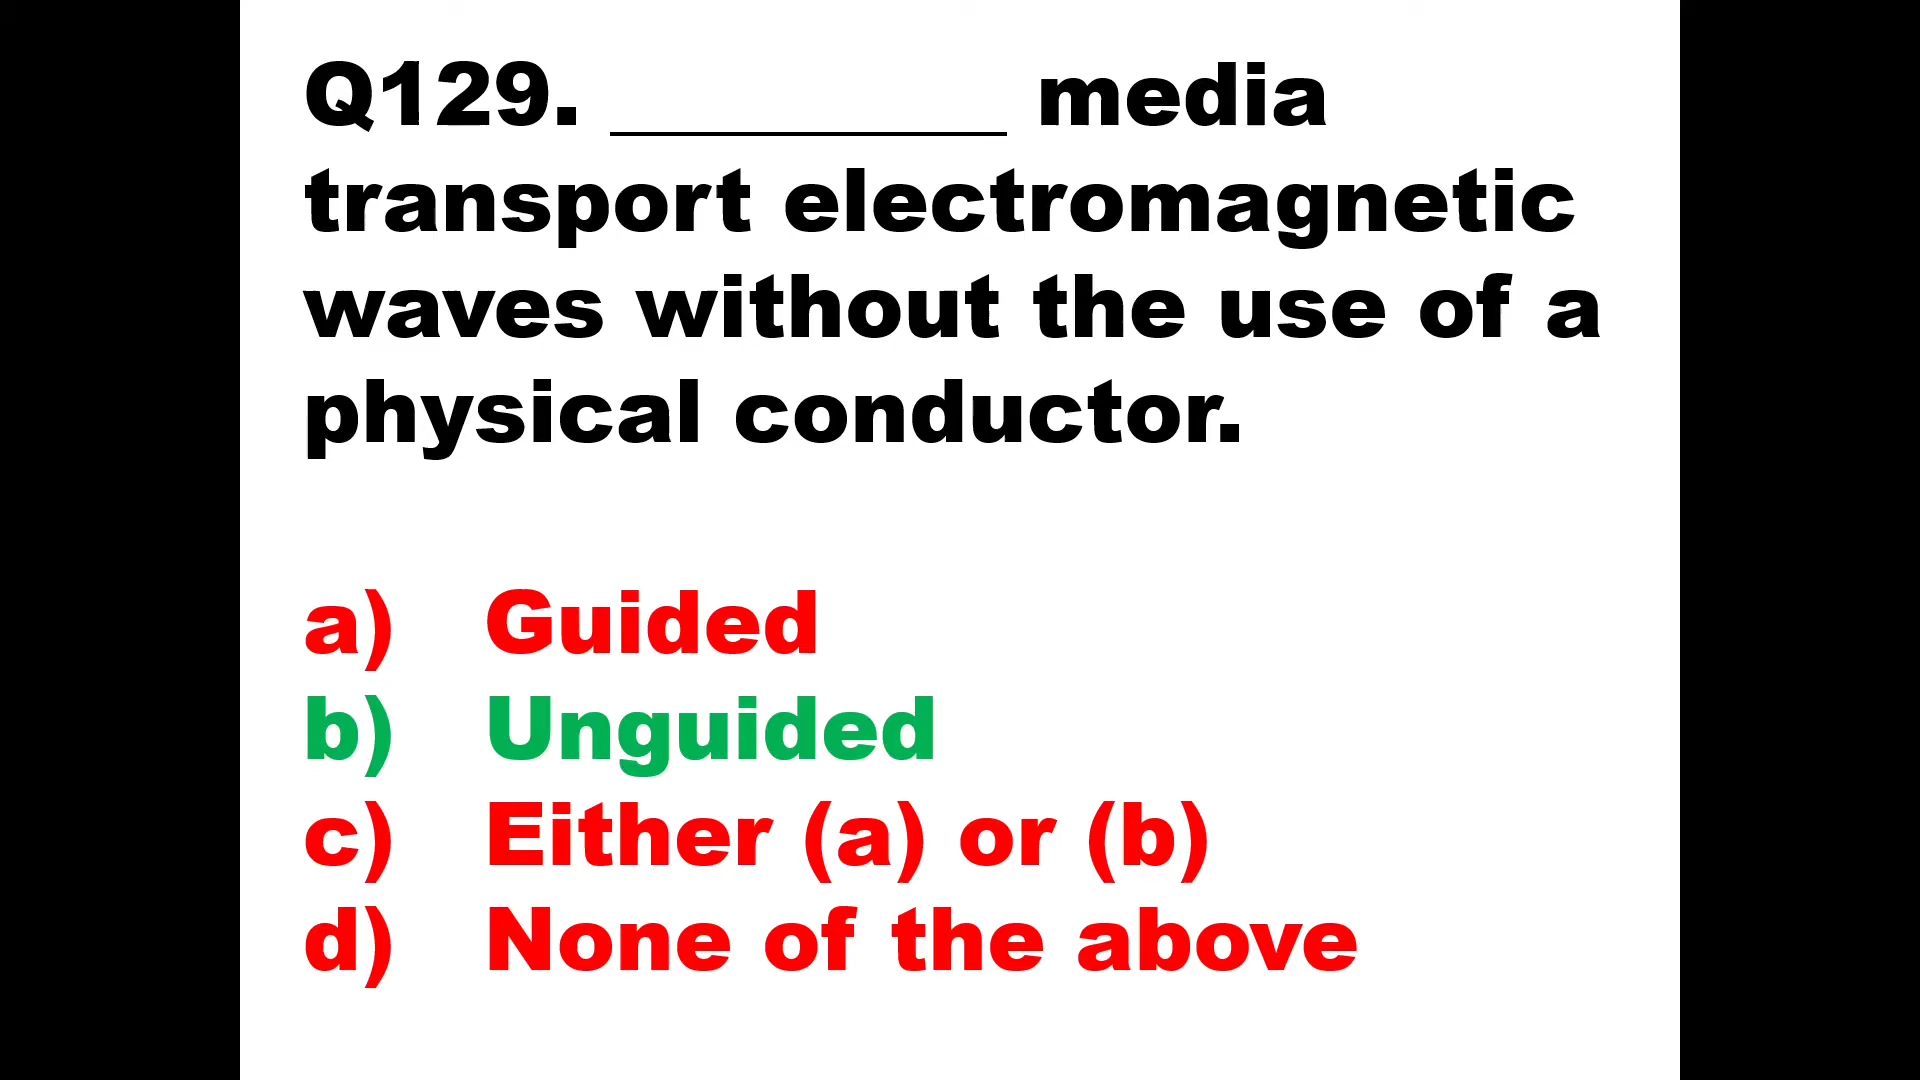 Q129. _________ media
transport electromagnetic
waves without the use of a
physical conductor.
a) Guided
b) Unguided
c) Either (a) or (b)
d) None of the above